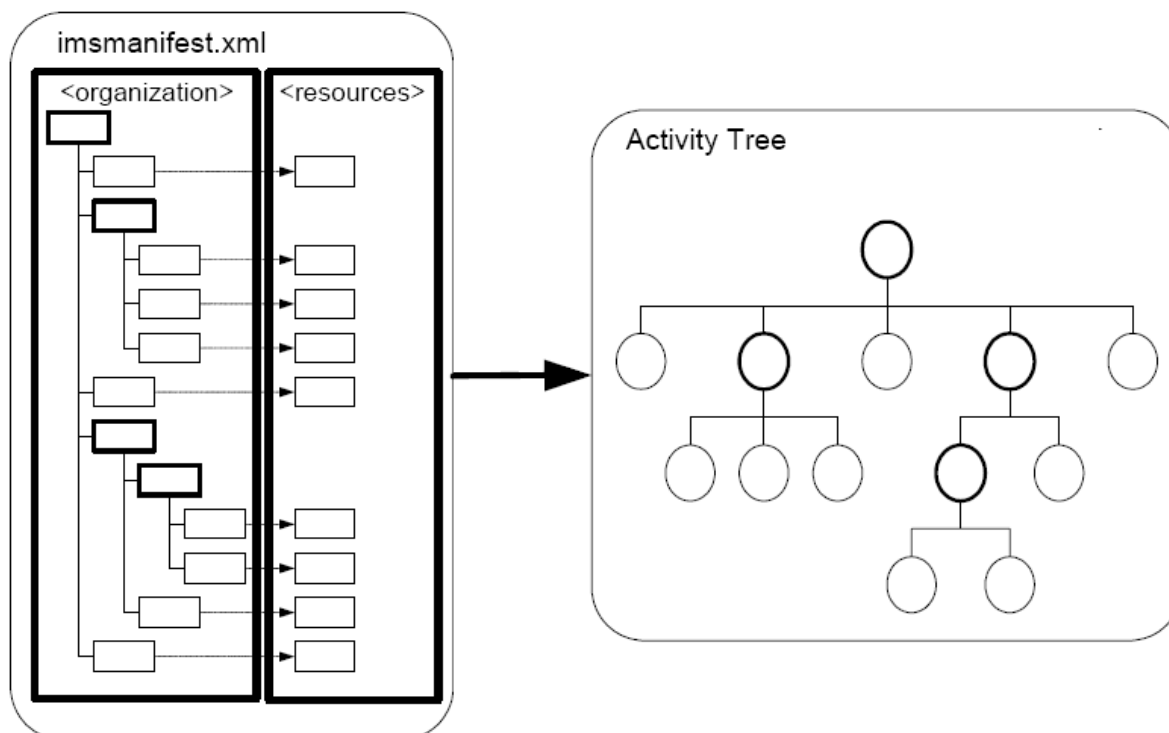 imsmanifest.xml
<organization>
<resources>
Activity Tree